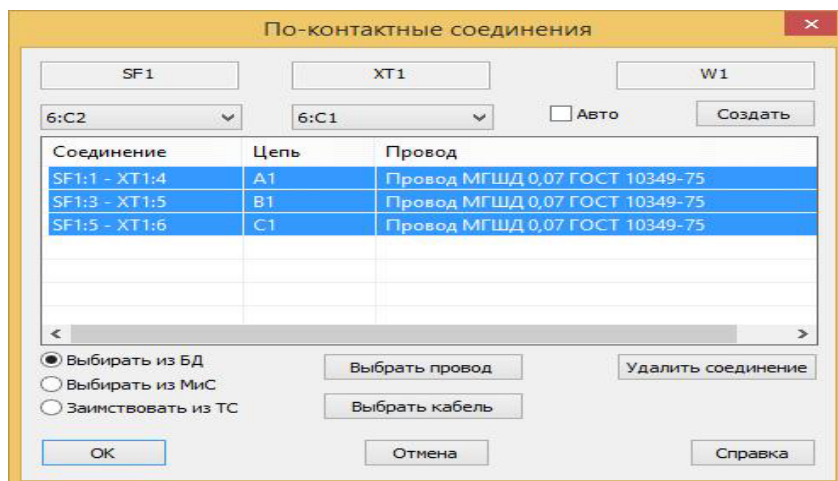 По-контактные соединения
SF1 XT1 W1
6:C2 6:C1 Авто Создать
Соединение Цепь Провод
SF1:1 - XT1:4 A1 Провод МГШД 0,07 ГОСТ 10349-75
SF1:3 - XT1:5 B1 Провод МГШД 0,07 ГОСТ 10349-75
SF1:5 - XT1:6 C1 Провод МГШД 0,07 ГОСТ 10349-75
Выбирать из БД Выбрать провод Удалить соединение
Выбирать из МиС
Заимствовать из ТС Выбрать кабель
OK Отмена Справка